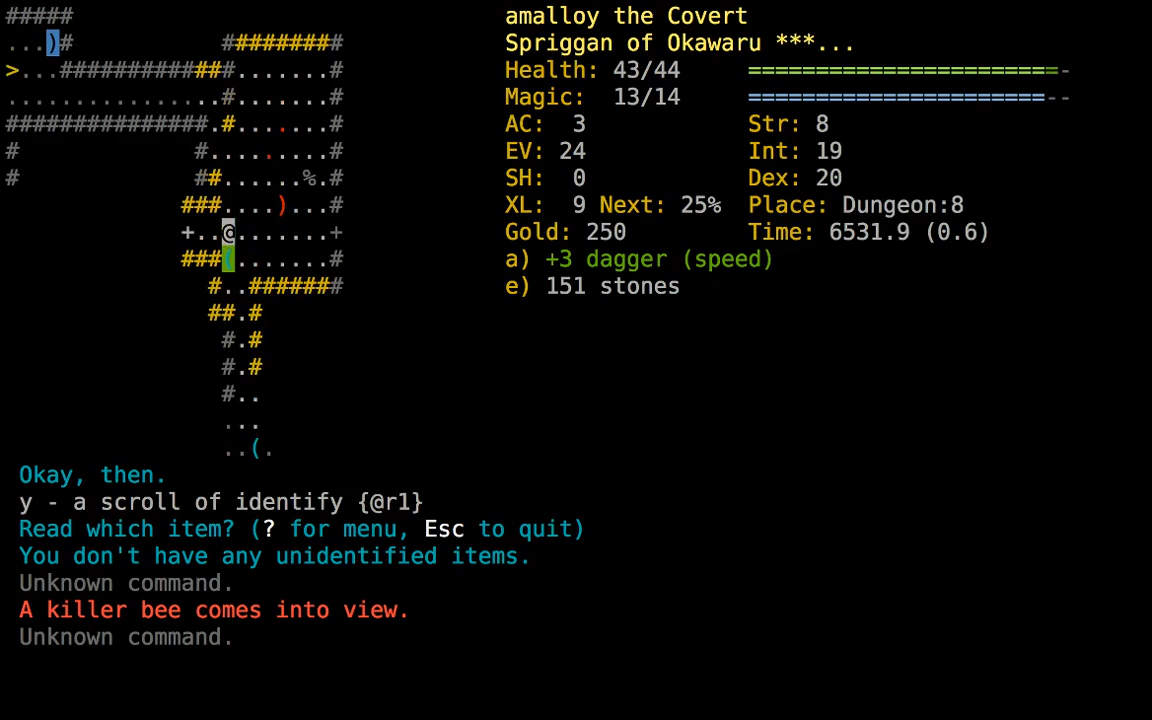 #####                              amalloy the Covert
...)#            #########         Spriggan of Okawaru ***...
>...#############.......#          Health: 43/44     =======================-
................#.......#          Magic:  13/14     ======================--
###############.#.......#          AC:  3            Str: 8
#             #.........#          EV: 24            Int: 19
#             ##......%.#          SH:  0            Dex: 20
             ###....)...#          XL:  9 Next: 25%  Place: Dungeon:8
             +..@.......+          Gold: 250         Time: 6531.9 (0.6)
             ###(.......#          a) +3 dagger (speed)
               #..#######          e) 151 stones
               ##.#
                #.#
                #.#
                #..
                ...
                ..(.
Okay, then.
y - a scroll of identify {@r1}
Read which item? (? for menu, Esc to quit)
You don't have any unidentified items.
Unknown command.
A killer bee comes into view.
Unknown command.